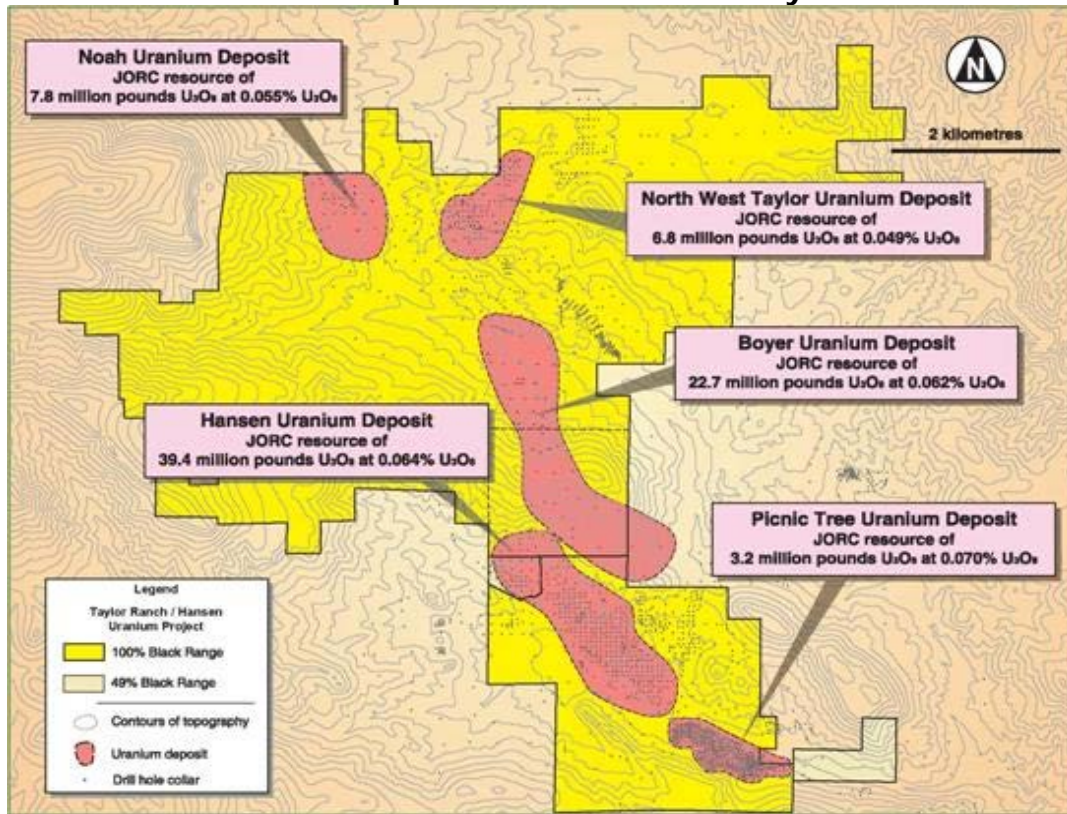 Noah Uranium Deposit
JORC resource of
7.8 million pounds U₃O₈ at 0.055% U₃O₈
N
2 kilometres
North West Taylor Uranium Deposit
JORC resource of
6.8 million pounds U₃O₈ at 0.049% U₃O₈
Boyer Uranium Deposit
JORC resource of
22.7 million pounds U₃O₈ at 0.062% U₃O₈
Hansen Uranium Deposit
JORC resource of
39.4 million pounds U₃O₈ at 0.064% U₃O₈
Picnic Tree Uranium Deposit
JORC resource of
3.2 million pounds U₃O₈ at 0.070% U₃O₈
Legend
Taylor Ranch / Hansen
Uranium Project
100% Black Range
49% Black Range
Contours of topography
Uranium deposit
Drill hole collar